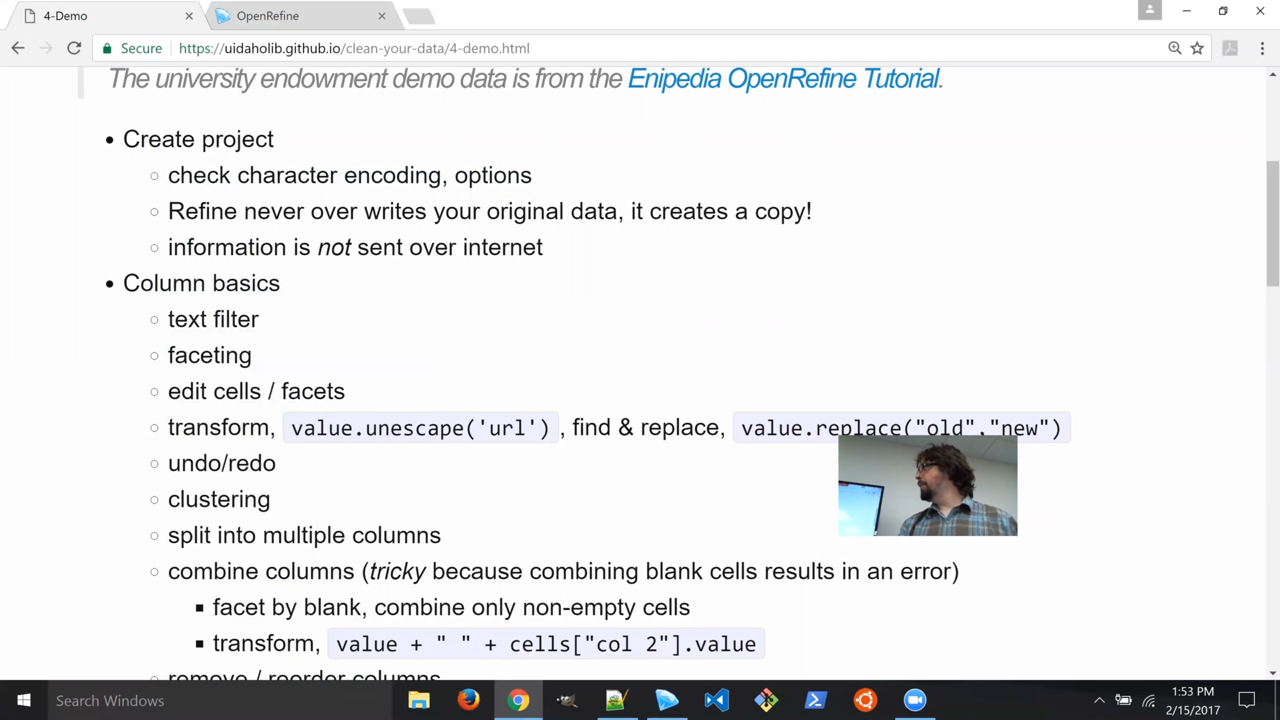 4-Demo
OpenRefine
Secure
https://uidaholib.github.io/clean-your-data/4-demo.html
The university endowment demo data is from the Enipedia OpenRefine Tutorial.
Create project
check character encoding, options
Refine never over writes your original data, it creates a copy!
information is not sent over internet
Column basics
text filter
faceting
edit cells / facets
transform, value.unescape('url') , find & replace, value.replace("old","new")
undo/redo
clustering
split into multiple columns
combine columns (tricky because combining blank cells results in an error)
facet by blank, combine only non-empty cells
transform, value + " " + cells["col 2"].value
remove / reorder columns
Search Windows
1:53 PM
2/15/2017